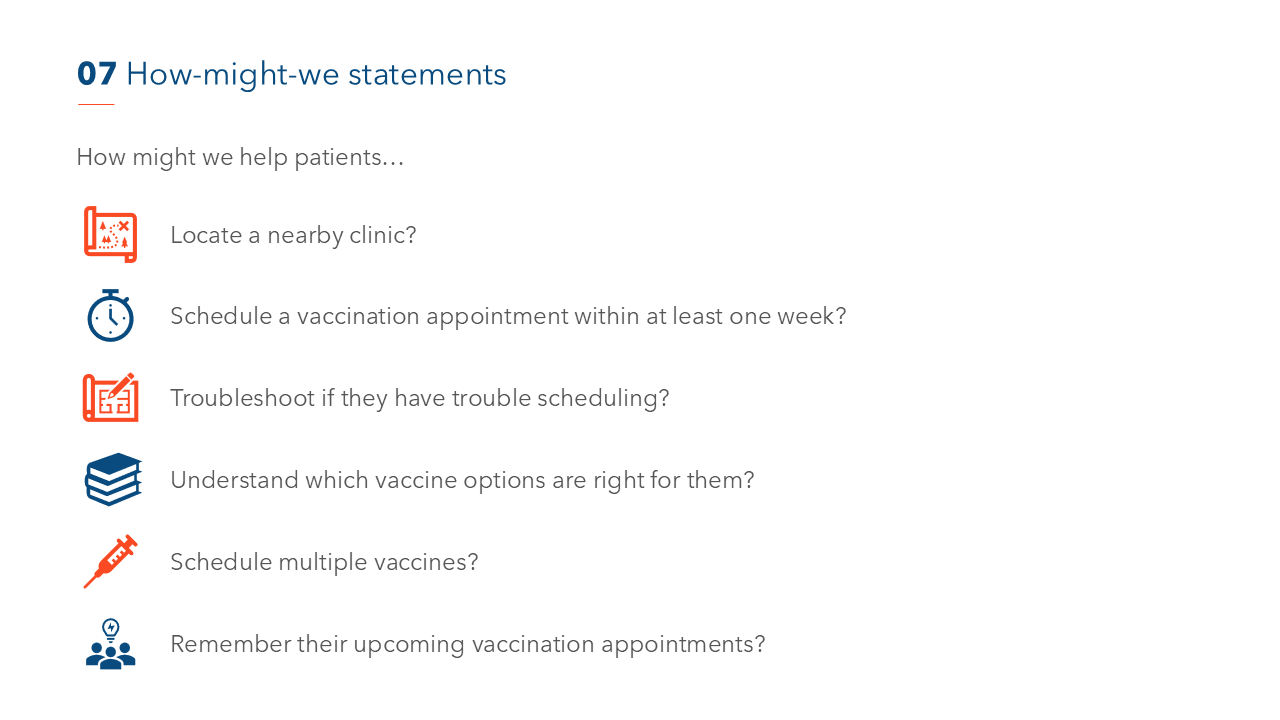 07 How-might-we statements
How might we help patients…
Locate a nearby clinic?
Schedule a vaccination appointment within at least one week?
Troubleshoot if they have trouble scheduling?
Understand which vaccine options are right for them?
Schedule multiple vaccines?
Remember their upcoming vaccination appointments?